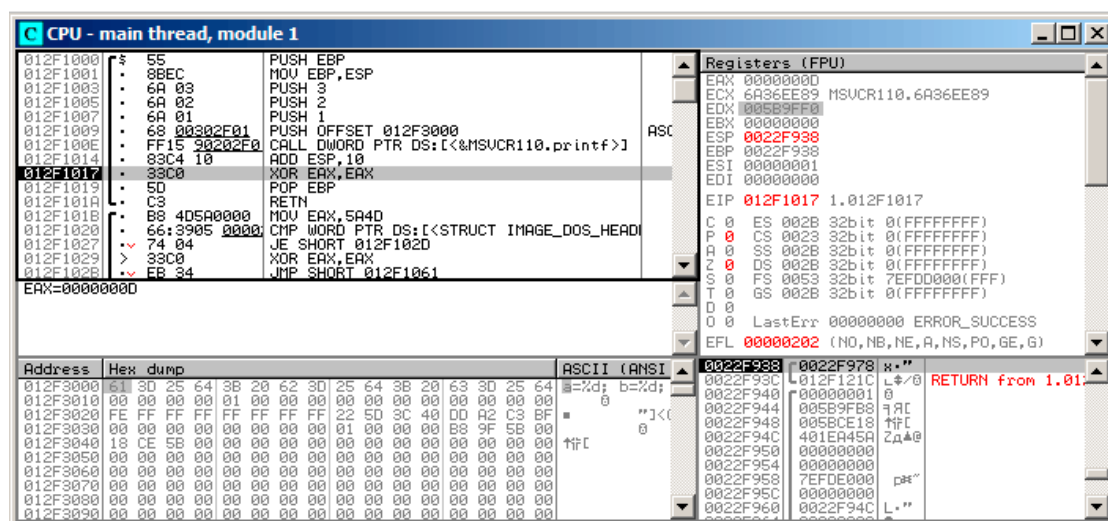 C CPU - main thread, module 1
012F1000 $ 55 PUSH EBP
012F1001 · 8BEC MOV EBP,ESP
012F1003 · 6A 03 PUSH 3
012F1005 · 6A 02 PUSH 2
012F1007 · 6A 01 PUSH 1
012F1009 · 68 00302F01 PUSH OFFSET 012F3000 ASC
012F100E · FF15 90202F0 CALL DWORD PTR DS:[<&MSVCR110.printf>]
012F1014 · 83C4 10 ADD ESP,10
012F1017 · 33C0 XOR EAX,EAX
012F1019 · 5D POP EBP
012F101A · C3 RETN
012F101B · B8 4D5A0000 MOV EAX,5A4D
012F1020 · 66:3905 0000 CMP WORD PTR DS:[<STRUCT IMAGE_DOS_HEAD
012F1027 · 74 04 JE SHORT 012F102D
012F1029 > 33C0 XOR EAX,EAX
012F102B · EB 34 JMP SHORT 012F1061
EAX=0000000D
Registers (FPU)
EAX 0000000D
ECX 6A36EE89 MSVCR110.6A36EE89
EDX 005B9FF0
EBX 00000000
ESP 0022F938
EBP 0022F938
ESI 00000001
EDI 00000000
EIP 012F1017 1.012F1017
C 0 ES 002B 32bit 0(FFFFFFFF)
P 0 CS 0023 32bit 0(FFFFFFFF)
A 0 SS 002B 32bit 0(FFFFFFFF)
Z 0 DS 002B 32bit 0(FFFFFFFF)
S 0 FS 0053 32bit 7EFDD000(FFF)
T 0 GS 002B 32bit 0(FFFFFFFF)
D 0
O 0 LastErr 00000000 ERROR_SUCCESS
EFL 00000202 (NO,NB,NE,A,NS,PO,GE,G)
Address Hex dump ASCII (ANSI
012F3000 61 3D 25 64 3B 20 62 3D 25 64 3B 20 63 3D 25 64 a=%d; b=%d;
012F3010 00 00 00 00 01 00 00 00 00 00 00 00 00 00 00 00
012F3020 FE FF FF FF FF FF FF FF 22 5D 3C 40 DD A2 C3 BF "]<
012F3030 00 00 00 00 00 00 00 00 01 00 00 00 B8 9F 5B 00
012F3040 18 CE 5B 00 00 00 00 00 00 00 00 00 00 00 00 00
012F3050 00 00 00 00 00 00 00 00 00 00 00 00 00 00 00 00
012F3060 00 00 00 00 00 00 00 00 00 00 00 00 00 00 00 00
012F3070 00 00 00 00 00 00 00 00 00 00 00 00 00 00 00 00
012F3080 00 00 00 00 00 00 00 00 00 00 00 00 00 00 00 00
012F3090 00 00 00 00 00 00 00 00 00 00 00 00 00 00 00 00
0022F938 0022F978 x·"
0022F93C 012F121C RETURN from 1.01
0022F940 00000001
0022F944 005B9FB8
0022F948 005BCE18
0022F94C 401EA45A
0022F950 00000000
0022F954 00000000
0022F958 7EFDE000
0022F95C 00000000
0022F960 0022F94C L·"